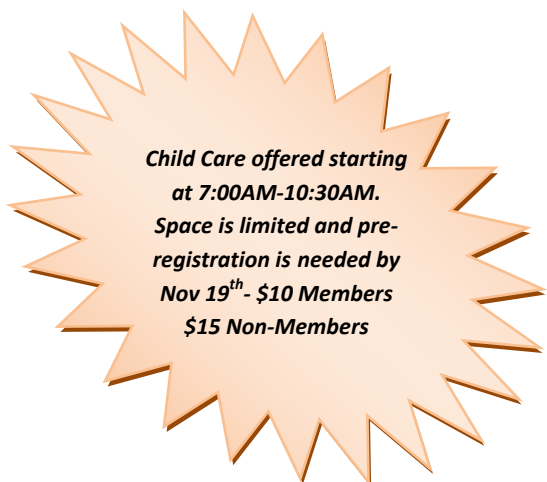 Child Care offered starting
at 7:00AM-10:30AM.
Space is limited and pre-
registration is needed by
Nov 19th- $10 Members
$15 Non-Members